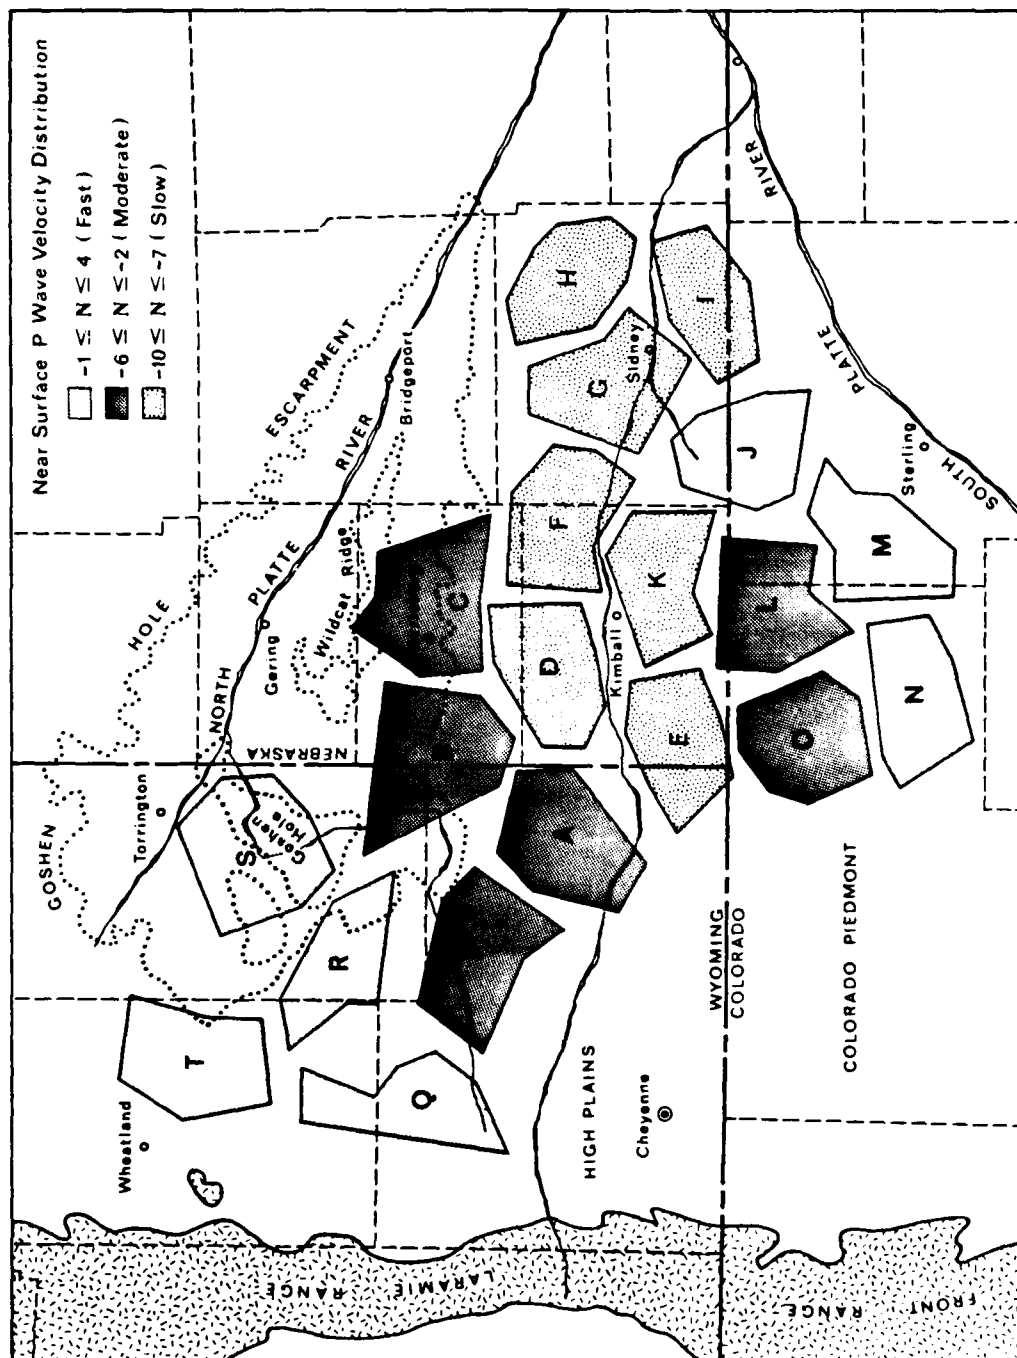 Near Surface P Wave Velocity Distribution
-1 ≤ N ≤ 4 (Fast)
-6 ≤ N ≤ -2 (Moderate)
-10 ≤ N ≤ -7 (Slow)
GOSHEN HOLE ESCARPMENT
NORTH PLATTE RIVER
Wheatland
Torrington
Gering
Bridgeport
Wildcat Ridge
Goshen
Hole
NEBRASKA
T
S
R
Q
C
A
D
F
G
H
E
K
I
J
L
M
N
O
Kimball
Sidney
Sterling
SOUTH PLATTE RIVER
HIGH PLAINS
Cheyenne
WYOMING
COLORADO
COLORADO PIEDMONT
LARAMIE
RANGE
FRONT
RANGE